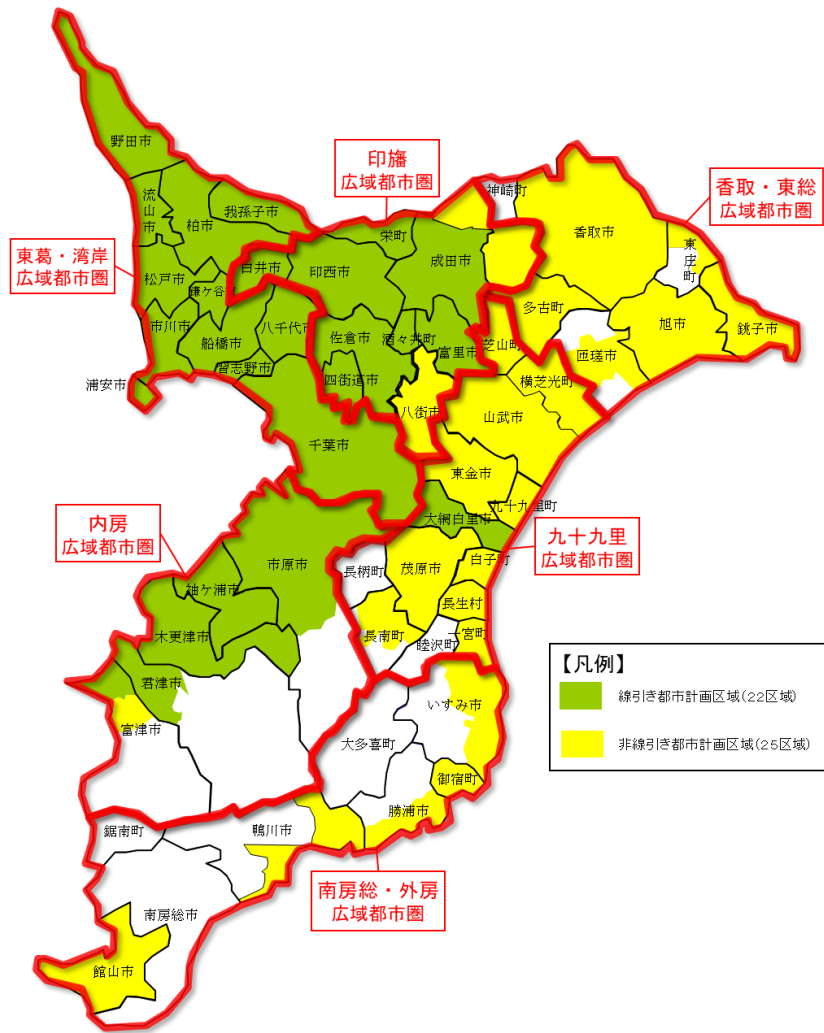 野田市
印旛
広域都市圏
神崎町
香取・東総
広域都市圏
流山市
柏市
我孫子市
栄町
成田市
香取市
東庄町
東葛・湾岸
広域都市圏
松戸市
鎌ケ谷市
白井市
印西市
多古町
旭市
銚子市
市川市
船橋市
八千代市
佐倉市
酒々井町
富里市
芝山町
匝瑳市
浦安市
習志野市
四街道市
八街市
横芝光町
山武市
千葉市
東金市
九十九里町
大網白里市
内房
広域都市圏
九十九里
広域都市圏
市原市
長柄町
茂原市
白子町
袖ケ浦市
長生村
木更津市
長南町
睦沢町
一宮町
君津市
富津市
いすみ市
大多喜町
御宿町
勝浦市
鋸南町
鴨川市
南房総・外房
広域都市圏
南房総市
館山市
【凡例】
線引き都市計画区域(22区域)
非線引き都市計画区域(25区域)